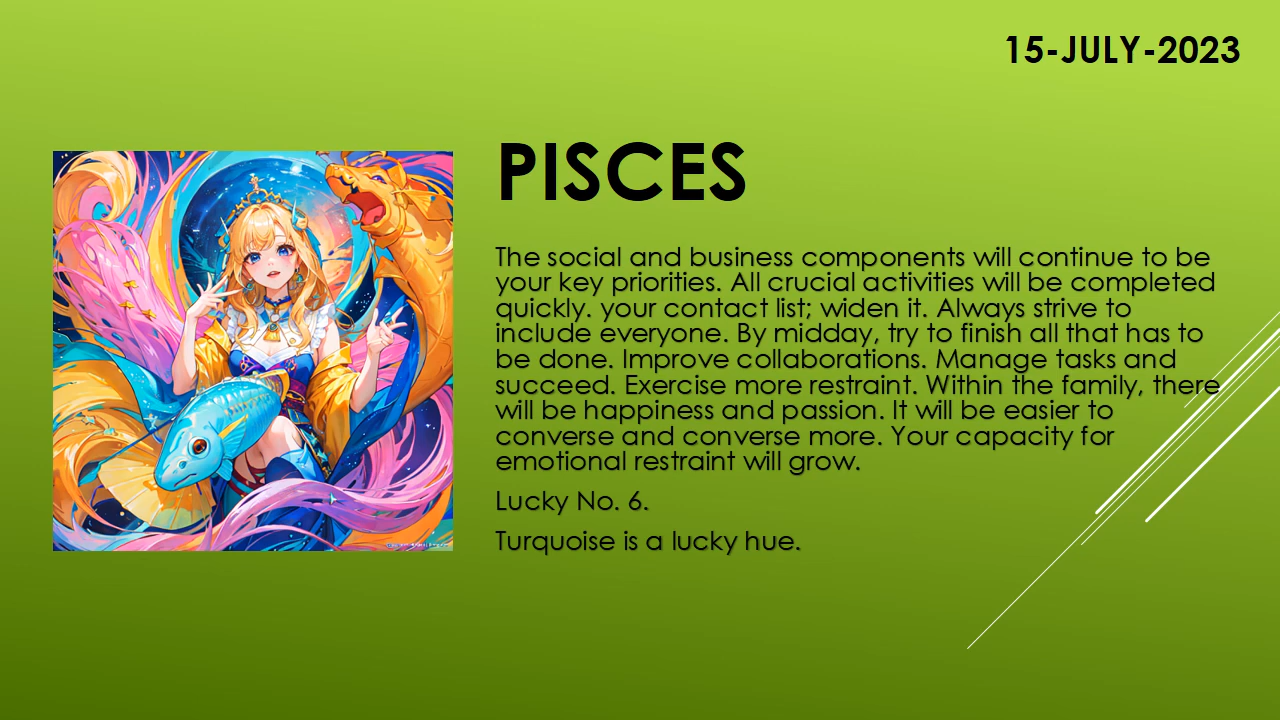 15-JULY-2023
PISCES
The social and business components will continue to be
your key priorities. All crucial activities will be completed
quickly. your contact list; widen it. Always strive to
include everyone. By midday, try to finish all that has to
be done. Improve collaborations. Manage tasks and
succeed. Exercise more restraint. Within the family, there
will be happiness and passion. It will be easier to
converse and converse more. Your capacity for
emotional restraint will grow.
Lucky No. 6.
Turquoise is a lucky hue.